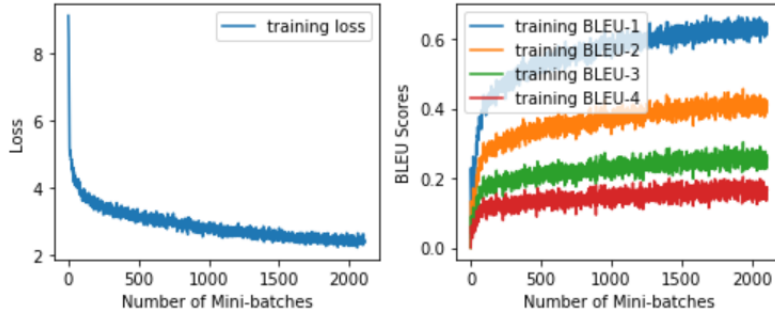 training loss
8
6
4
2
Loss
0
500
1000
1500
2000
Number of Mini-batches
training BLEU-1
training BLEU-2
training BLEU-3
training BLEU-4
0.6
0.4
0.2
0.0
BLEU Scores
0
500
1000
1500
2000
Number of Mini-batches